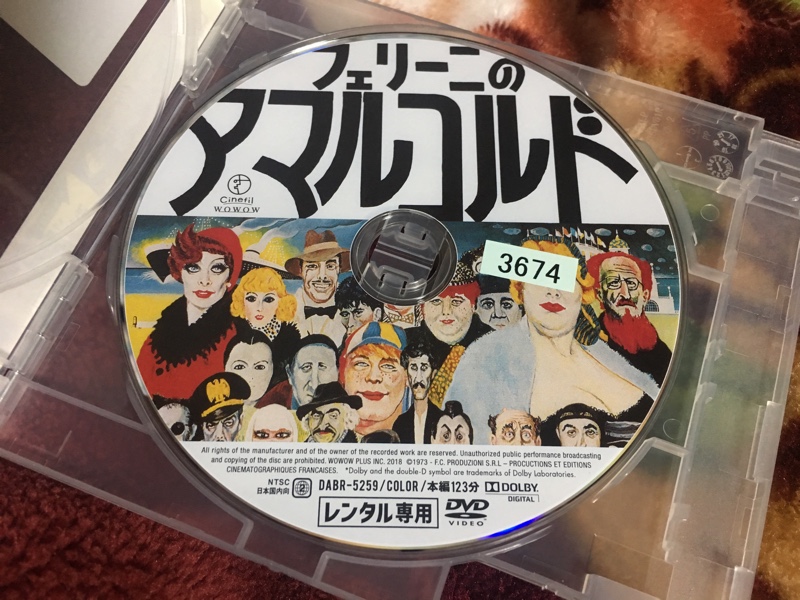 フェリーニの
アマルコルド
Cinefil
WOWOW
3674
All rights of the manufacturer and of the owner of the recorded work are reserved. Unauthorized public performance broadcasting
and copying of the disc are prohibited. WOWOW PLUS INC. 2018 ©1973 - F.C. PRODUZIONI S.R.L – PROCUCTIONS ET EDITIONS
CINEMATOGRAPHIQUES FRANCAISES. *Dolby and the double-D symbol are trademarks of Dolby Laboratories.
NTSC
日本国内向
2
DABR-5259/COLOR/本編123分
DOLBY
DIGITAL
レンタル専用
DVD
VIDEO